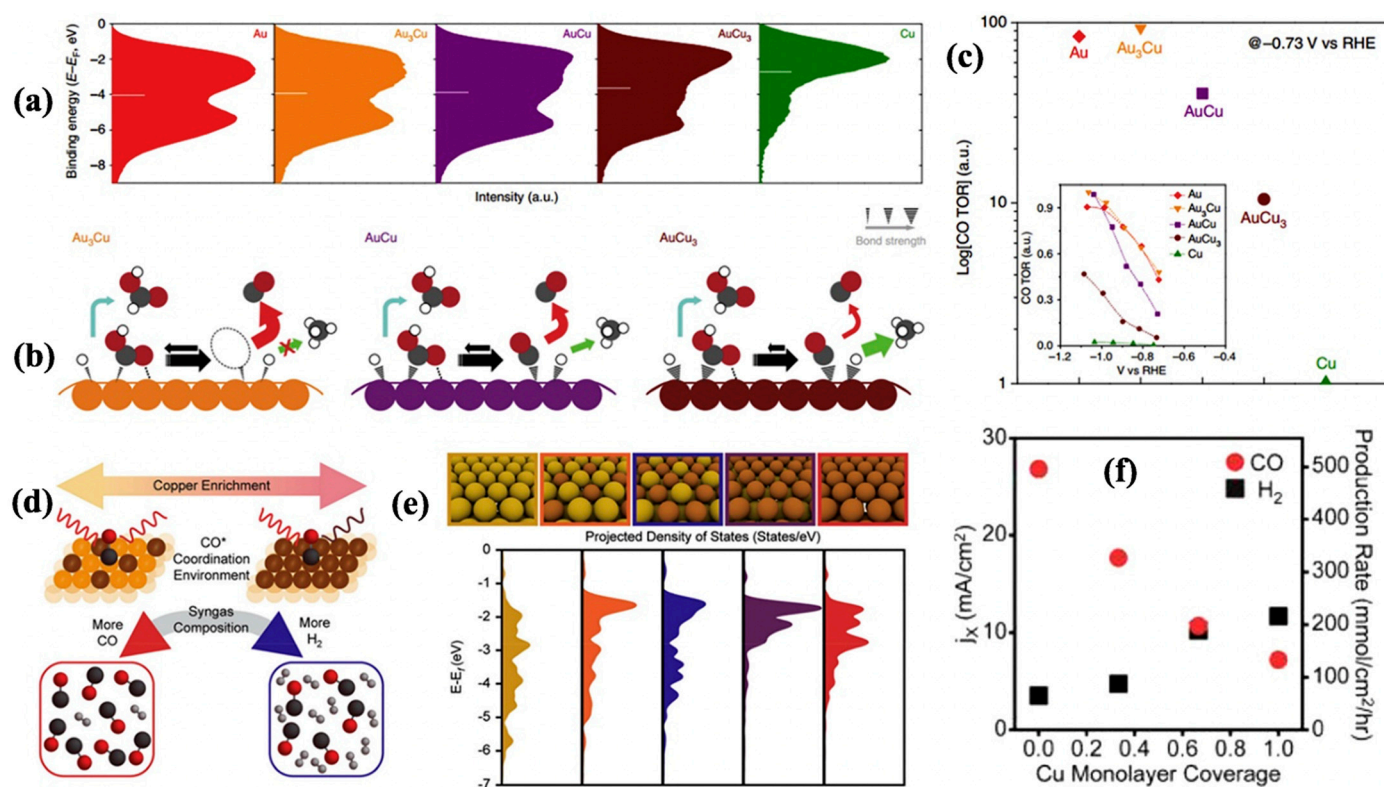 (a)
Binding energy (E–E_F, eV)
0
–2
–4
–6
–8
Au
Au₃Cu
AuCu
AuCu₃
Cu
Intensity (a.u.)
(b)
Au₃Cu
AuCu
AuCu₃
Bond strength
(c)
Log[CO TOR] (a.u.)
100
10
1
@–0.73 V vs RHE
Au
Au₃Cu
AuCu
AuCu₃
Cu
CO TOR (a.u.)
0.9
0.6
0.3
0.0
Au
Au₃Cu
AuCu
AuCu₃
Cu
–1.2
–1.0
–0.8
–0.6
–0.4
V vs RHE
(d)
Copper Enrichment
CO*
Coordination
Environment
More
CO
Syngas
Composition
More
H₂
(e)
Projected Density of States (States/eV)
E-E_f (eV)
0
-1
-2
-3
-4
-5
-6
-7
(f)
CO
H₂
j_X (mA/cm²)
30
20
10
0
Production Rate (mmol/cm²/hr)
500
400
300
200
100
0
0.0
0.2
0.4
0.6
0.8
1.0
Cu Monolayer Coverage